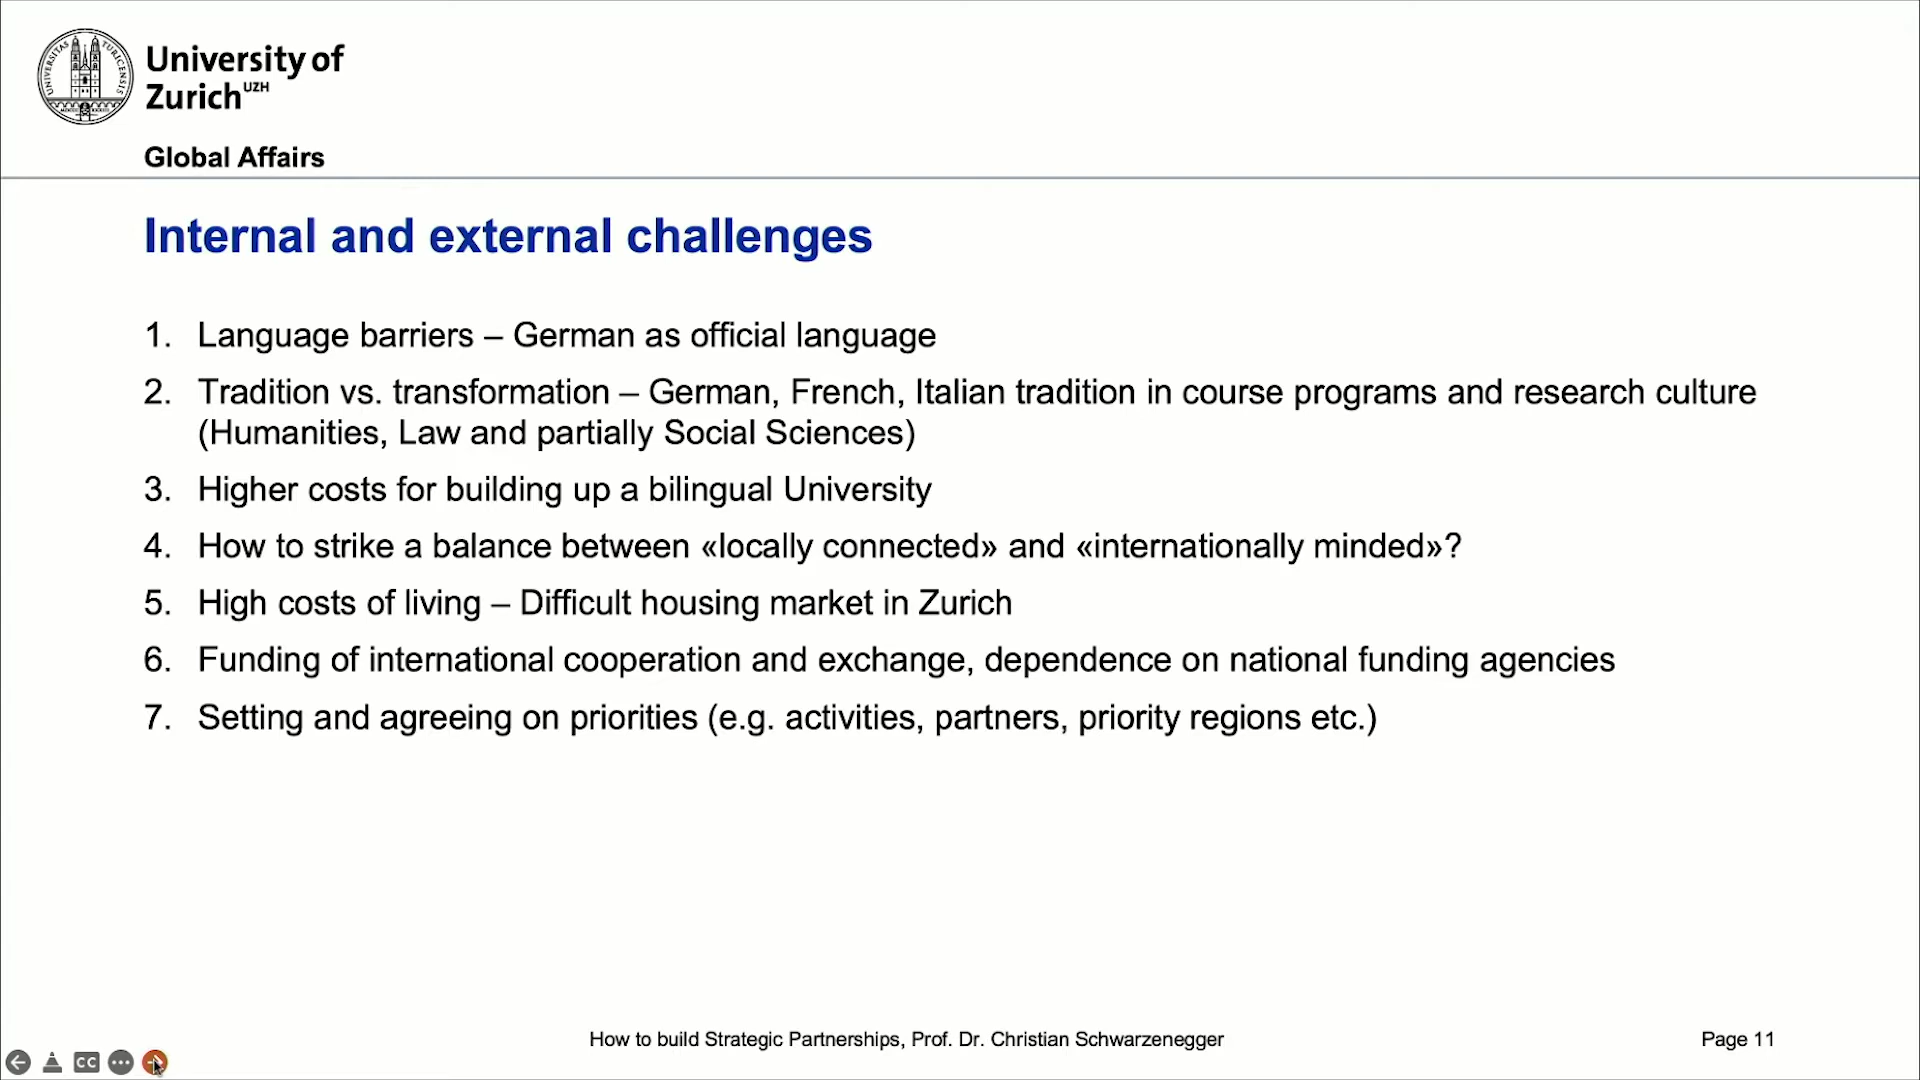 UNIVERSITAS TURICENSIS
University of
Zurich UZH
Global Affairs
Internal and external challenges
1. Language barriers – German as official language
2. Tradition vs. transformation – German, French, Italian tradition in course programs and research culture
(Humanities, Law and partially Social Sciences)
3. Higher costs for building up a bilingual University
4. How to strike a balance between «locally connected» and «internationally minded»?
5. High costs of living – Difficult housing market in Zurich
6. Funding of international cooperation and exchange, dependence on national funding agencies
7. Setting and agreeing on priorities (e.g. activities, partners, priority regions etc.)
How to build Strategic Partnerships, Prof. Dr. Christian Schwarzenegger
Page 11
CC